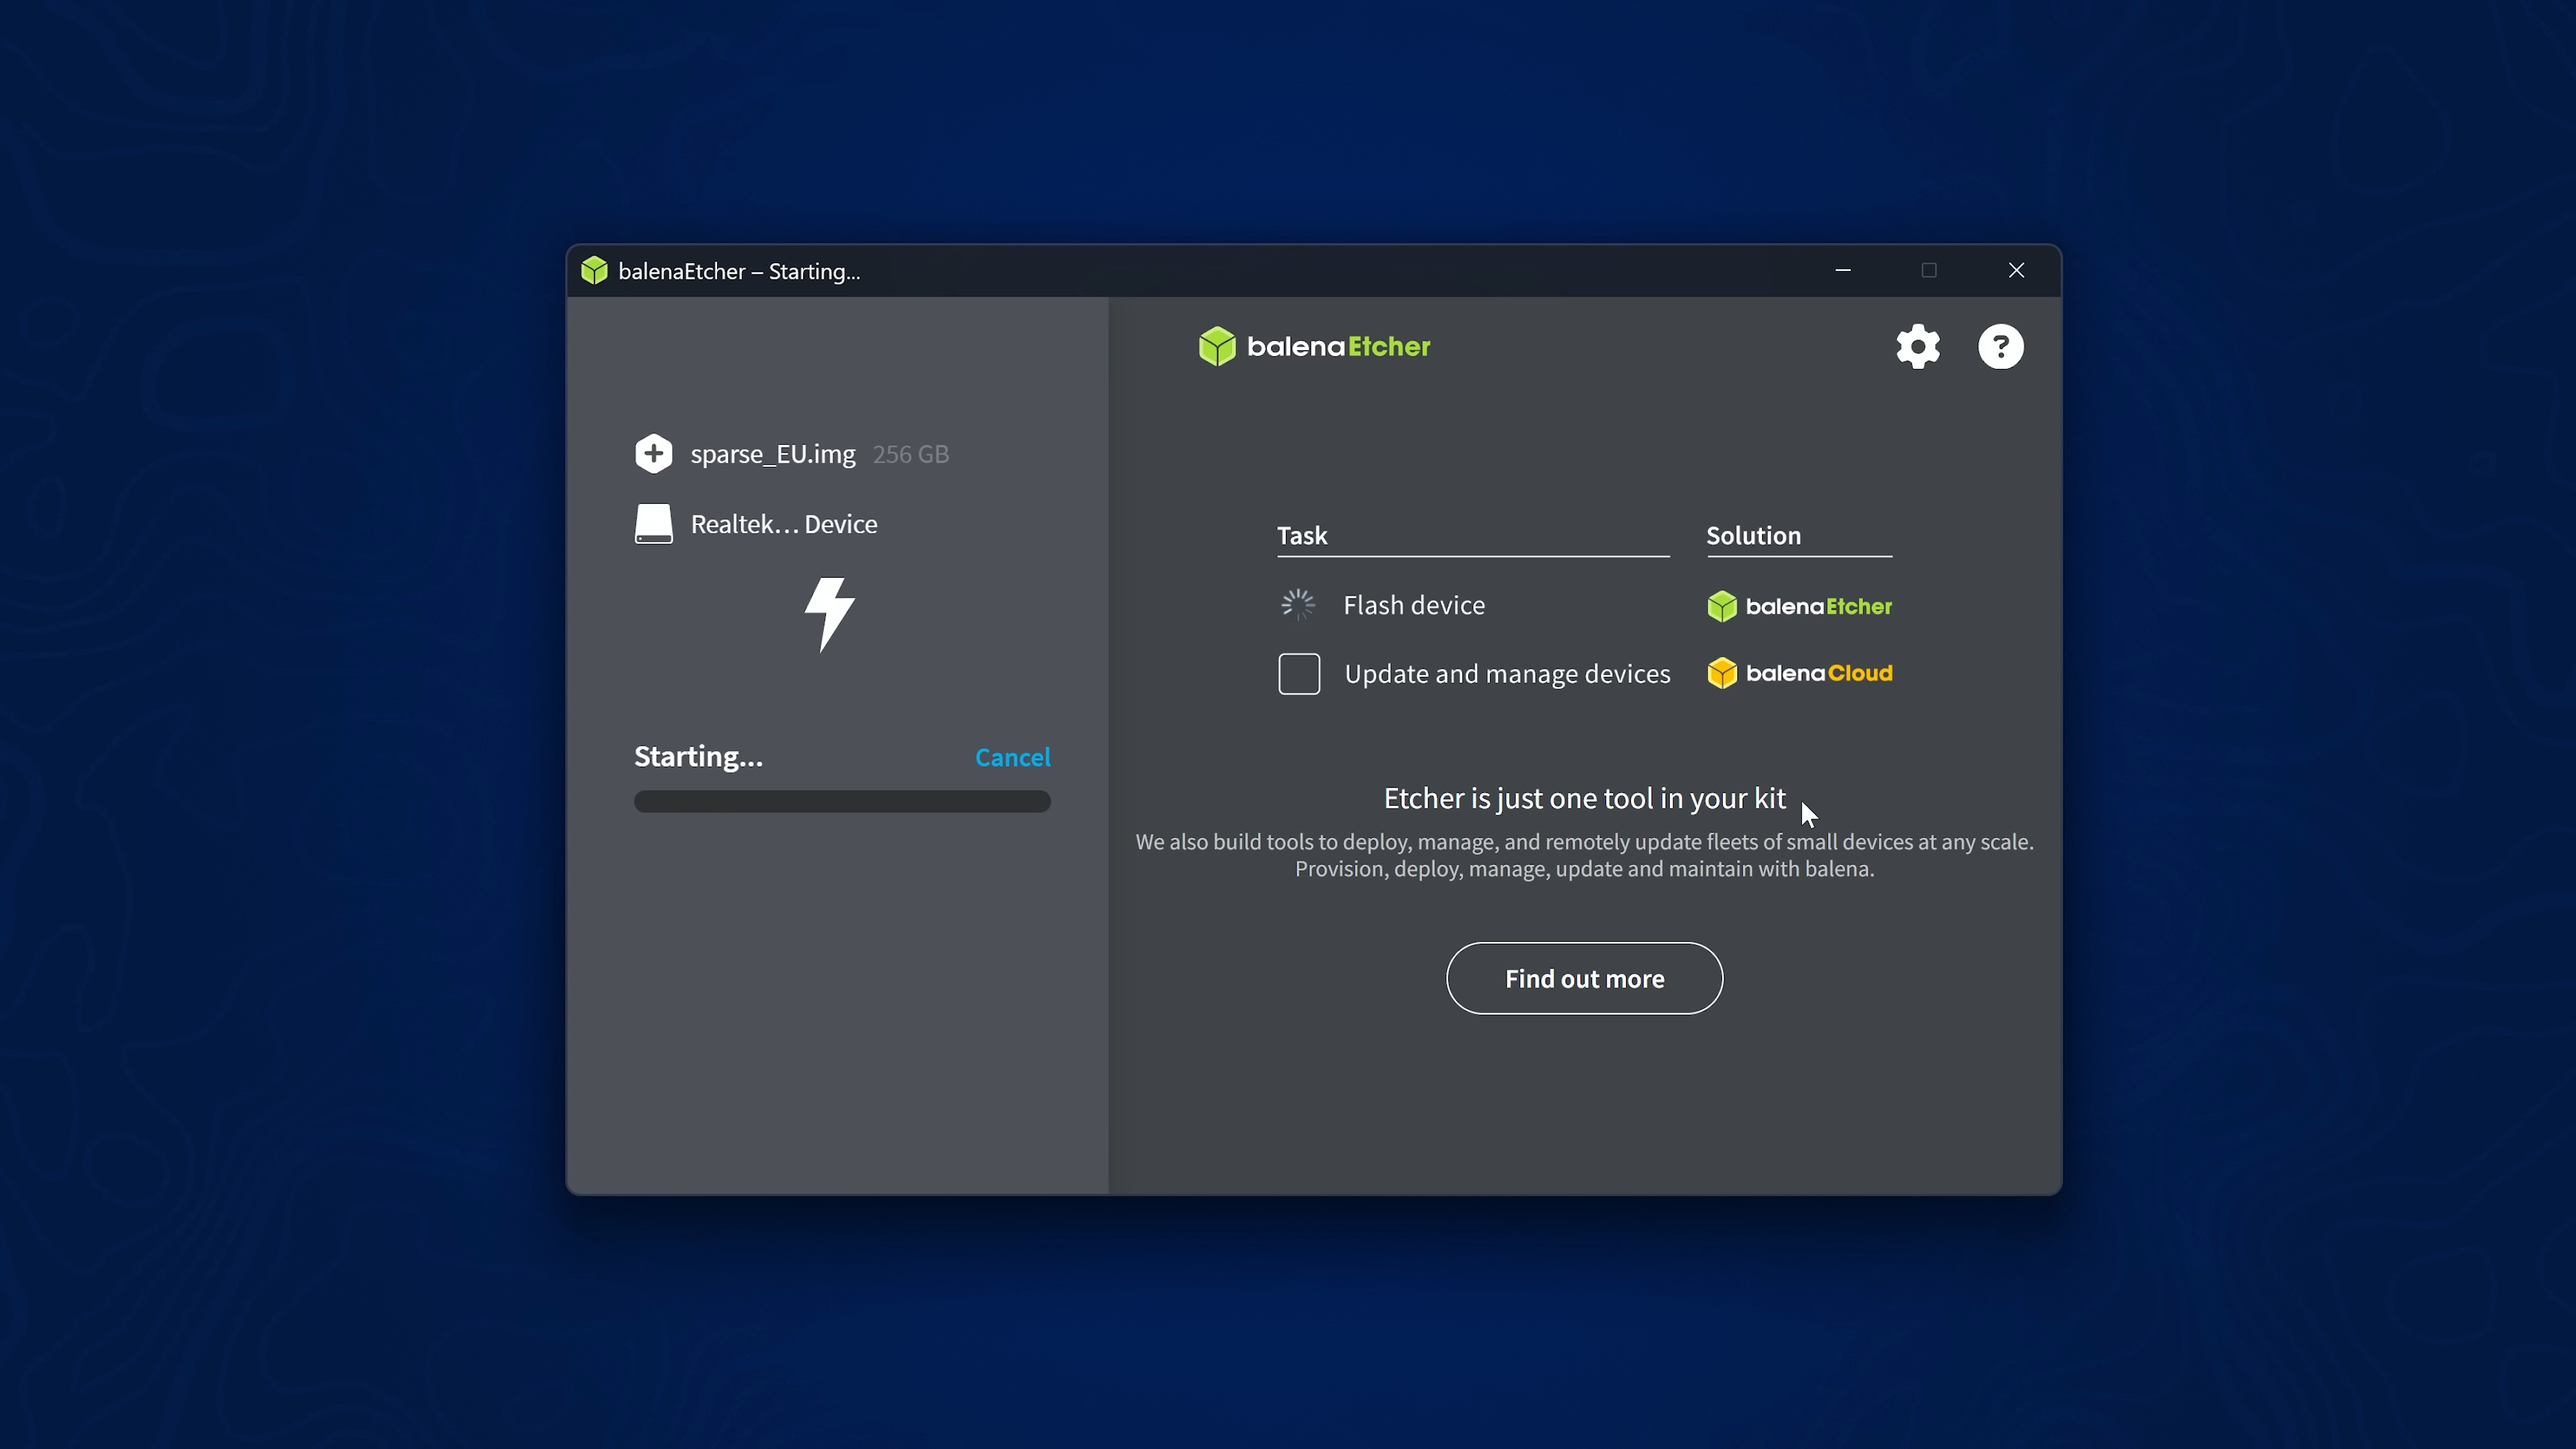 balenaEtcher – Starting...
balenaEtcher
?
sparse_EU.img 256 GB
Realtek... Device
Task Solution
Flash device balenaEtcher
Update and manage devices balenaCloud
Starting... Cancel
Etcher is just one tool in your kit
We also build tools to deploy, manage, and remotely update fleets of small devices at any scale.
Provision, deploy, manage, update and maintain with balena.
Find out more